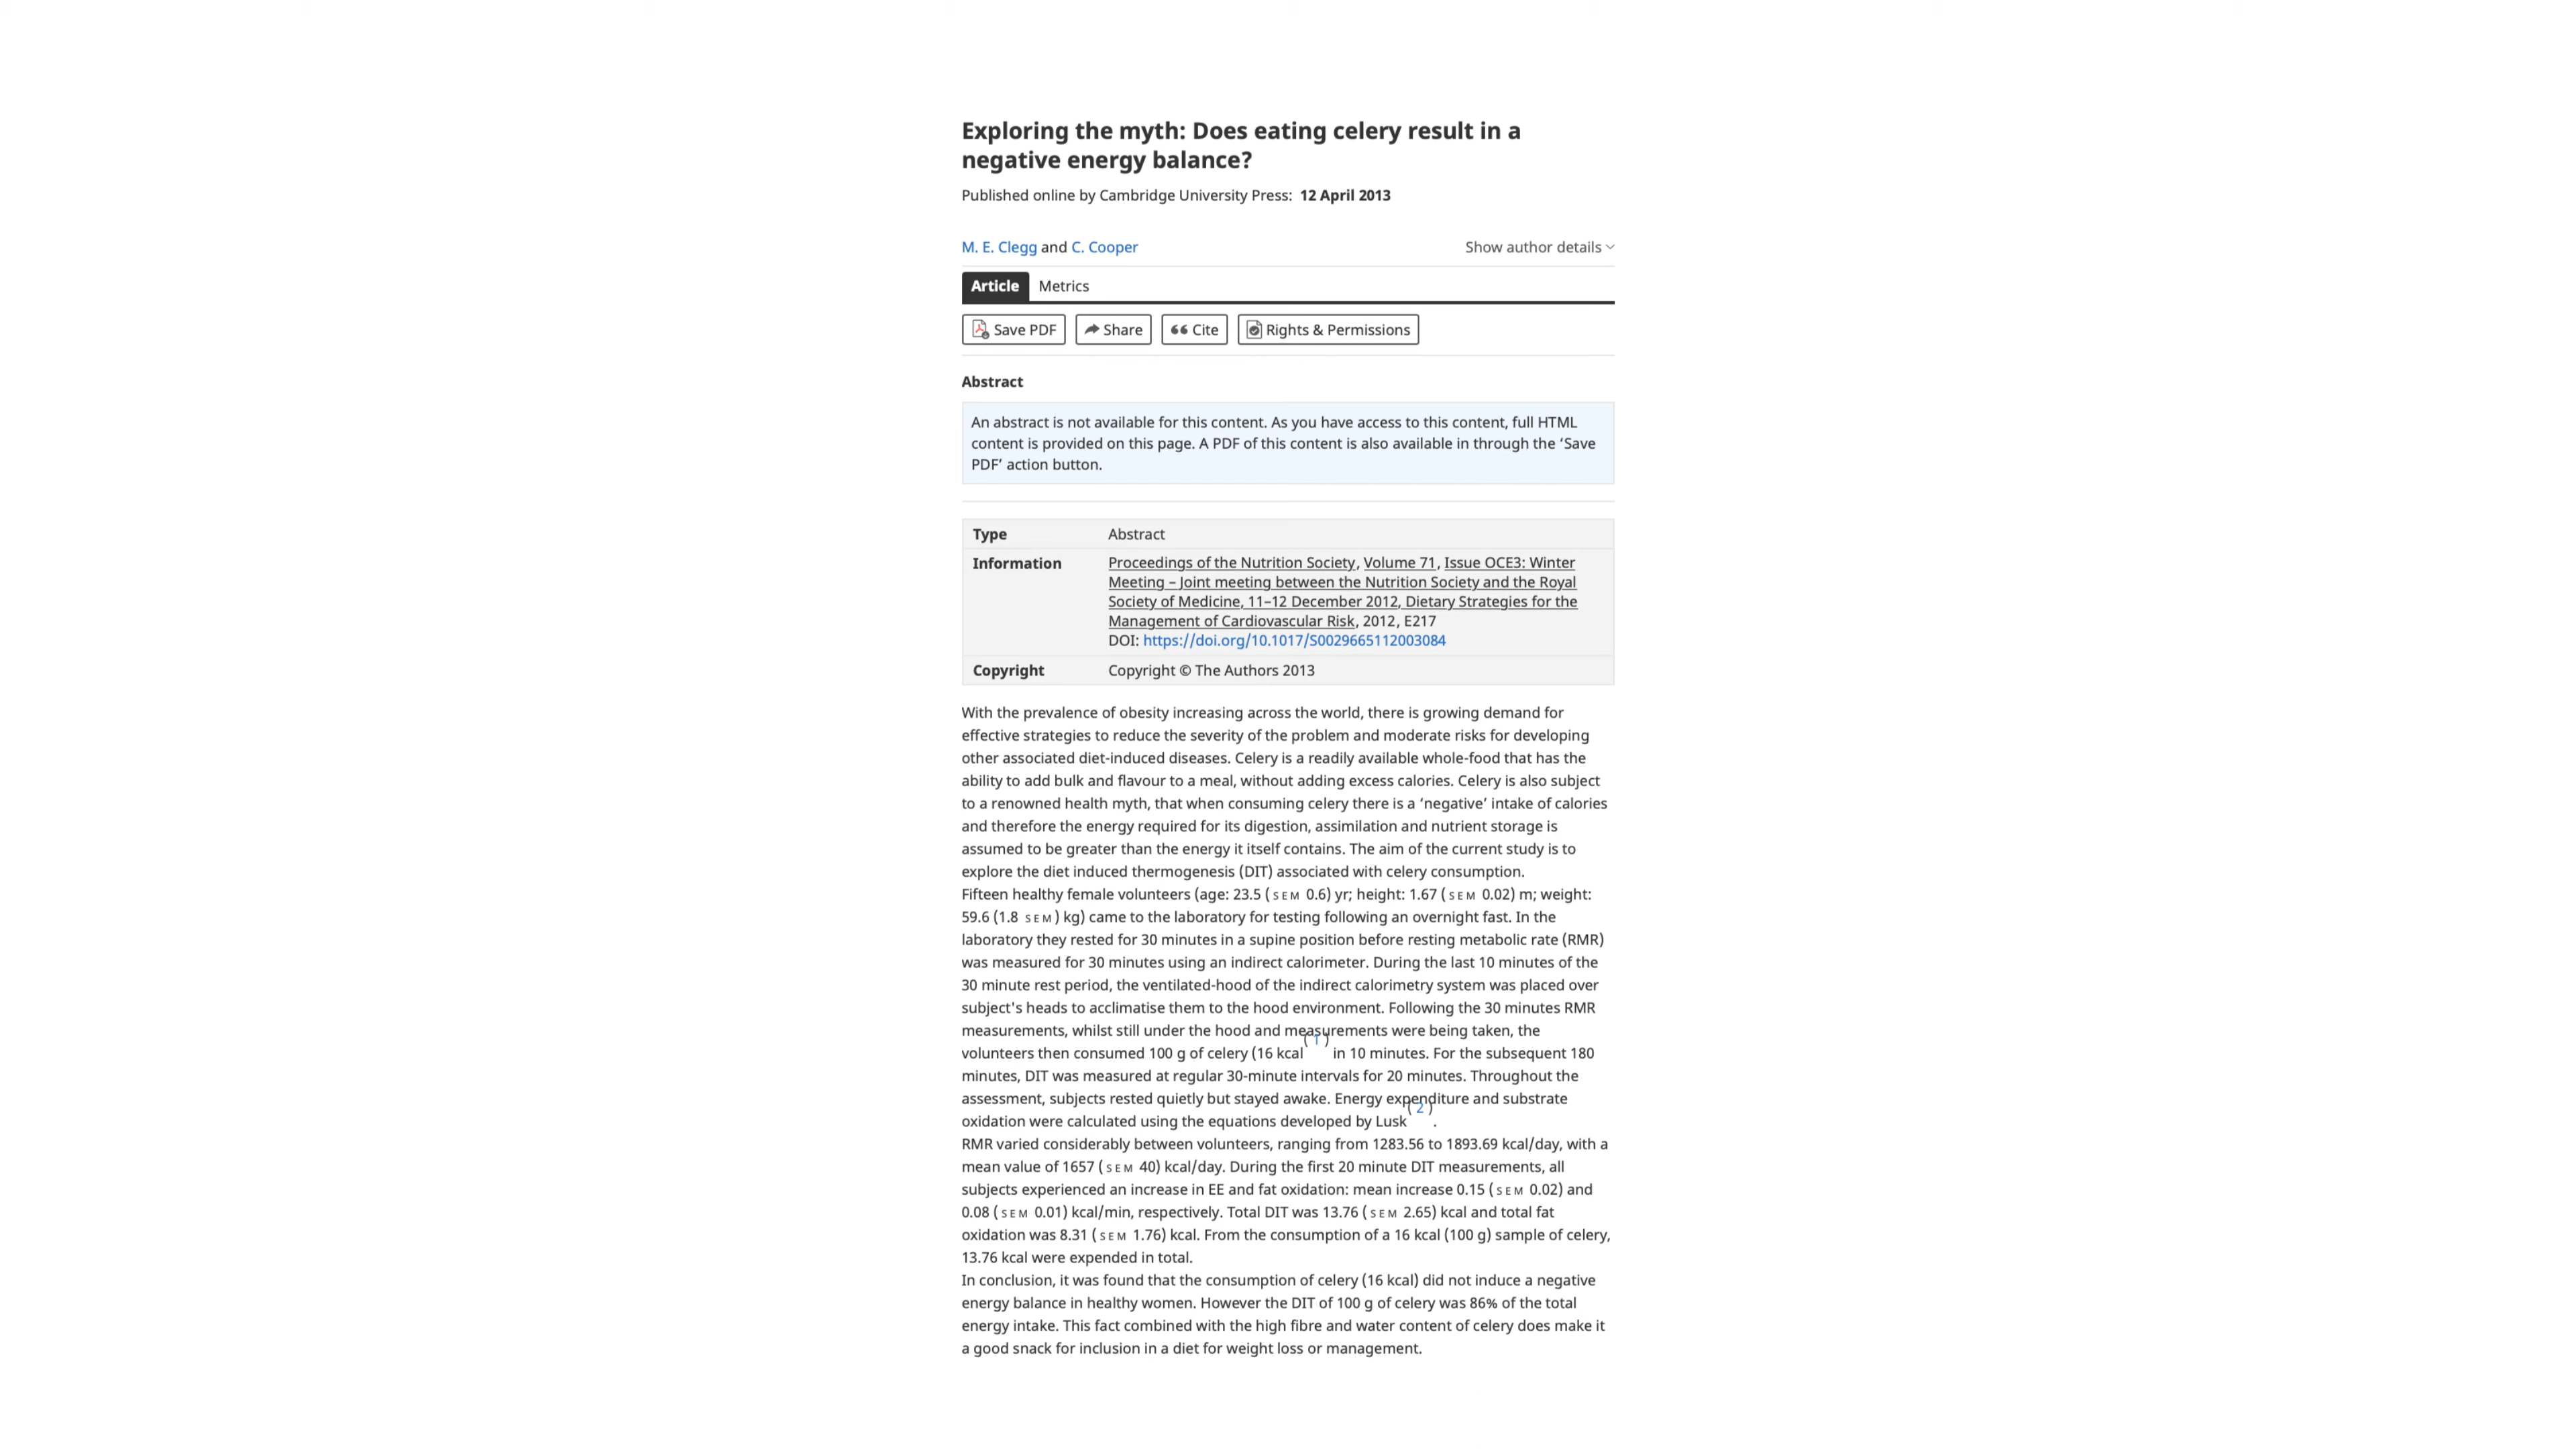 Exploring the myth: Does eating celery result in a
negative energy balance?
Published online by Cambridge University Press: 12 April 2013
M. E. Clegg and C. Cooper
Show author details
Article
Metrics
Save PDF
Share
Cite
Rights & Permissions
Abstract
An abstract is not available for this content. As you have access to this content, full HTML
content is provided on this page. A PDF of this content is also available in through the ‘Save
PDF’ action button.
Type
Abstract
Information
Proceedings of the Nutrition Society, Volume 71, Issue OCE3: Winter
Meeting – Joint meeting between the Nutrition Society and the Royal
Society of Medicine, 11–12 December 2012, Dietary Strategies for the
Management of Cardiovascular Risk, 2012, E217
DOI: https://doi.org/10.1017/S0029665112003084
Copyright
Copyright © The Authors 2013
With the prevalence of obesity increasing across the world, there is growing demand for
effective strategies to reduce the severity of the problem and moderate risks for developing
other associated diet-induced diseases. Celery is a readily available whole-food that has the
ability to add bulk and flavour to a meal, without adding excess calories. Celery is also subject
to a renowned health myth, that when consuming celery there is a ‘negative’ intake of calories
and therefore the energy required for its digestion, assimilation and nutrient storage is
assumed to be greater than the energy it itself contains. The aim of the current study is to
explore the diet induced thermogenesis (DIT) associated with celery consumption.
Fifteen healthy female volunteers (age: 23.5 (SEM 0.6) yr; height: 1.67 (SEM 0.02) m; weight:
59.6 (1.8 SEM) kg) came to the laboratory for testing following an overnight fast. In the
laboratory they rested for 30 minutes in a supine position before resting metabolic rate (RMR)
was measured for 30 minutes using an indirect calorimeter. During the last 10 minutes of the
30 minute rest period, the ventilated-hood of the indirect calorimetry system was placed over
subject's heads to acclimatise them to the hood environment. Following the 30 minutes RMR
measurements, whilst still under the hood and measurements were being taken, the
volunteers then consumed 100 g of celery (16 kcal(1) in 10 minutes. For the subsequent 180
minutes, DIT was measured at regular 30-minute intervals for 20 minutes. Throughout the
assessment, subjects rested quietly but stayed awake. Energy expenditure and substrate
oxidation were calculated using the equations developed by Lusk(2).
RMR varied considerably between volunteers, ranging from 1283.56 to 1893.69 kcal/day, with a
mean value of 1657 (SEM 40) kcal/day. During the first 20 minute DIT measurements, all
subjects experienced an increase in EE and fat oxidation: mean increase 0.15 (SEM 0.02) and
0.08 (SEM 0.01) kcal/min, respectively. Total DIT was 13.76 (SEM 2.65) kcal and total fat
oxidation was 8.31 (SEM 1.76) kcal. From the consumption of a 16 kcal (100 g) sample of celery,
13.76 kcal were expended in total.
In conclusion, it was found that the consumption of celery (16 kcal) did not induce a negative
energy balance in healthy women. However the DIT of 100 g of celery was 86% of the total
energy intake. This fact combined with the high fibre and water content of celery does make it
a good snack for inclusion in a diet for weight loss or management.